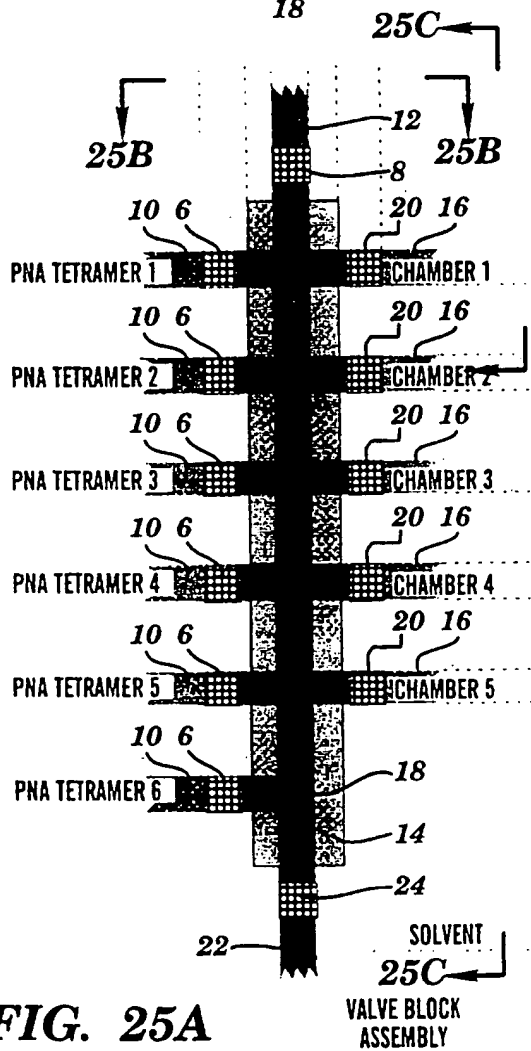 18
25C
12
25B 25B
8
10 6 20 16
PNA TETRAMER 1 CHAMBER 1
10 6 20 16
PNA TETRAMER 2 CHAMBER 2
10 6 20 16
PNA TETRAMER 3 CHAMBER 3
10 6 20 16
PNA TETRAMER 4 CHAMBER 4
10 6 20 16
PNA TETRAMER 5 CHAMBER 5
10 6
PNA TETRAMER 6
18
14
24
22 SOLVENT
25C
FIG. 25A
VALVE BLOCK
ASSEMBLY